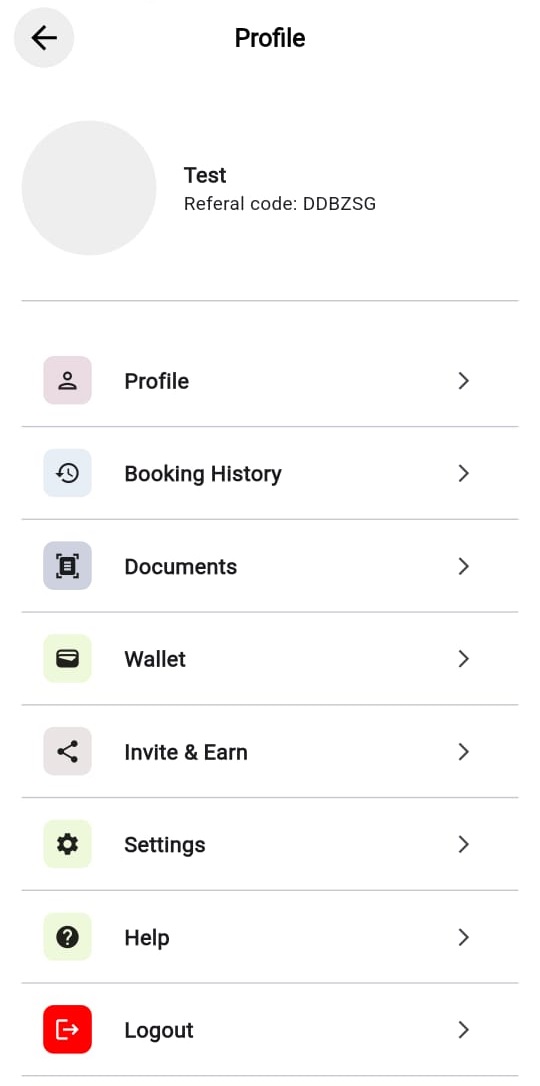 Profile
Test
Referal code: DDBZSG
Profile
Booking History
Documents
Wallet
Invite & Earn
Settings
Help
Logout